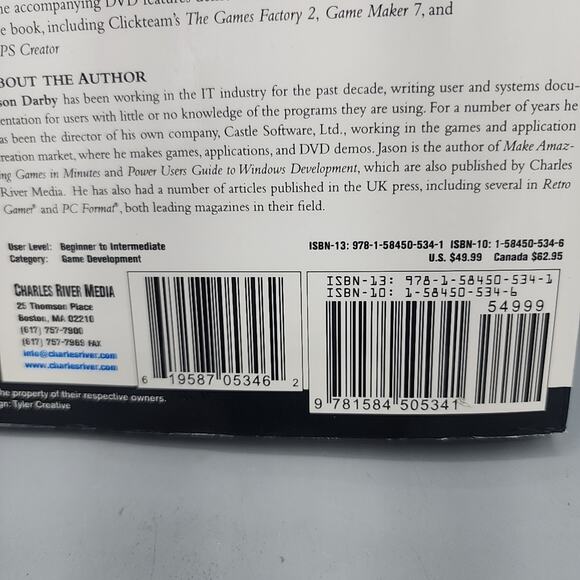 accompanying DVD features
book, including Clickteam's The Games Factory 2, Game Maker 7, and
PS Creator
BOUT THE AUTHOR
son Darby has been working in the IT industry for the past decade, writing user and systems docu-
entation for users with little or no knowledge of the programs they are using. For a number of years he
as been the director of his own company, Castle Software, Ltd., working in the games and application
reation market, where he makes games, applications, and DVD demos. Jason is the author of Make Amaz-
ng Games in Minutes and Power Users Guide to Windows Development, which are also published by Charles
River Media. He has also had a number of articles published in the UK press, including several in Retro
Gamer® and PC Format®, both leading magazines in their field.
User Level: Beginner to Intermediate
Category: Game Development
ISBN-13: 978-1-58450-534-1 ISBN-10: 1-58450-534-6
U.S. $49.99 Canada $62.95
CHARLES RIVER MEDIA
25 Thomson Place
Boston, MA 02210
(617) 757-7900
(617) 757-7969 FAX
info@charlesriver.com
www.charlesriver.com
6 19587 05346 2
ISBN-13: 978-1-58450-534-1
ISBN-10: 1-58450-534-6
54999
9 781584 505341
he property of their respective owners.
gn: Tyler Creative